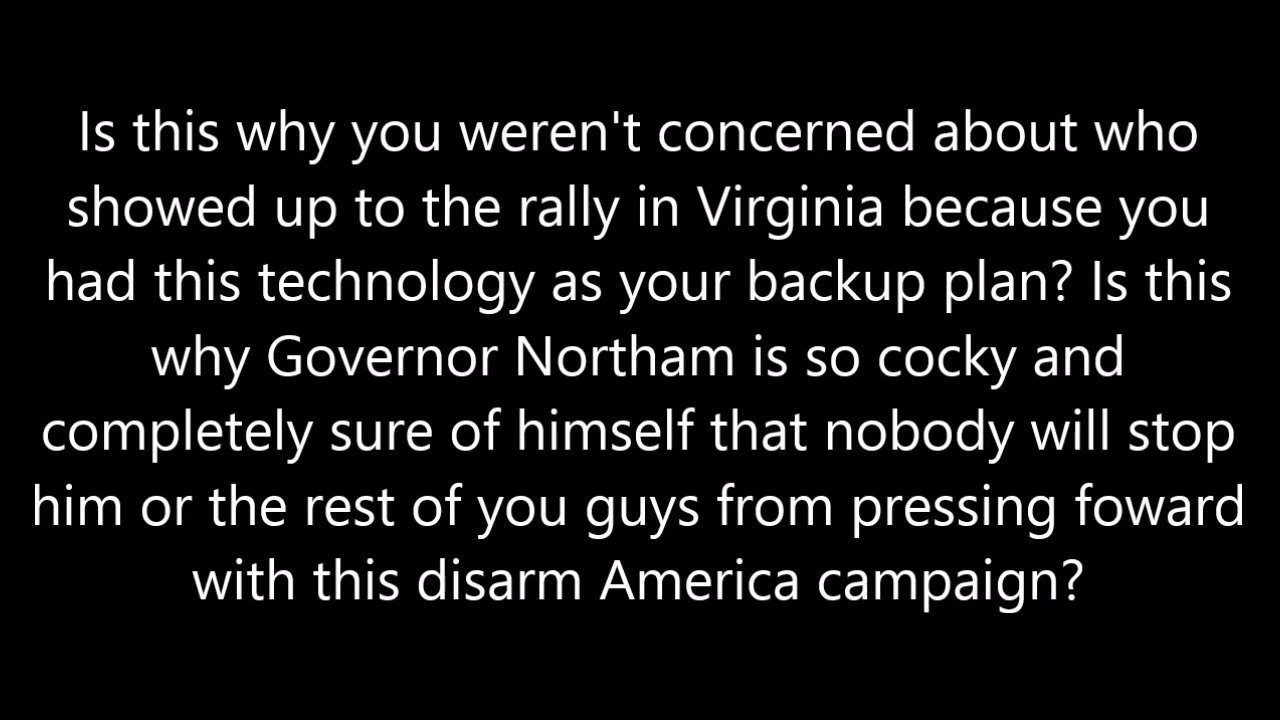 Is this why you weren't concerned about who
showed up to the rally in Virginia because you
had this technology as your backup plan? Is this
why Governor Northam is so cocky and
completely sure of himself that nobody will stop
him or the rest of you guys from pressing foward
with this disarm America campaign?